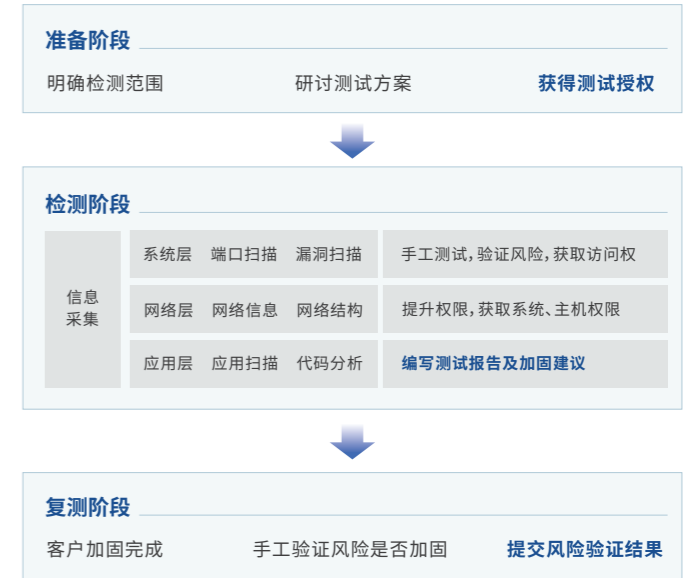 准备阶段
明确检测范围 研讨测试方案 获得测试授权
检测阶段
信息
采集
系统层 端口扫描 漏洞扫描 手工测试,验证风险,获取访问权
网络层 网络信息 网络结构 提升权限,获取系统、主机权限
应用层 应用扫描 代码分析 编写测试报告及加固建议
复测阶段
客户加固完成 手工验证风险是否加固 提交风险验证结果